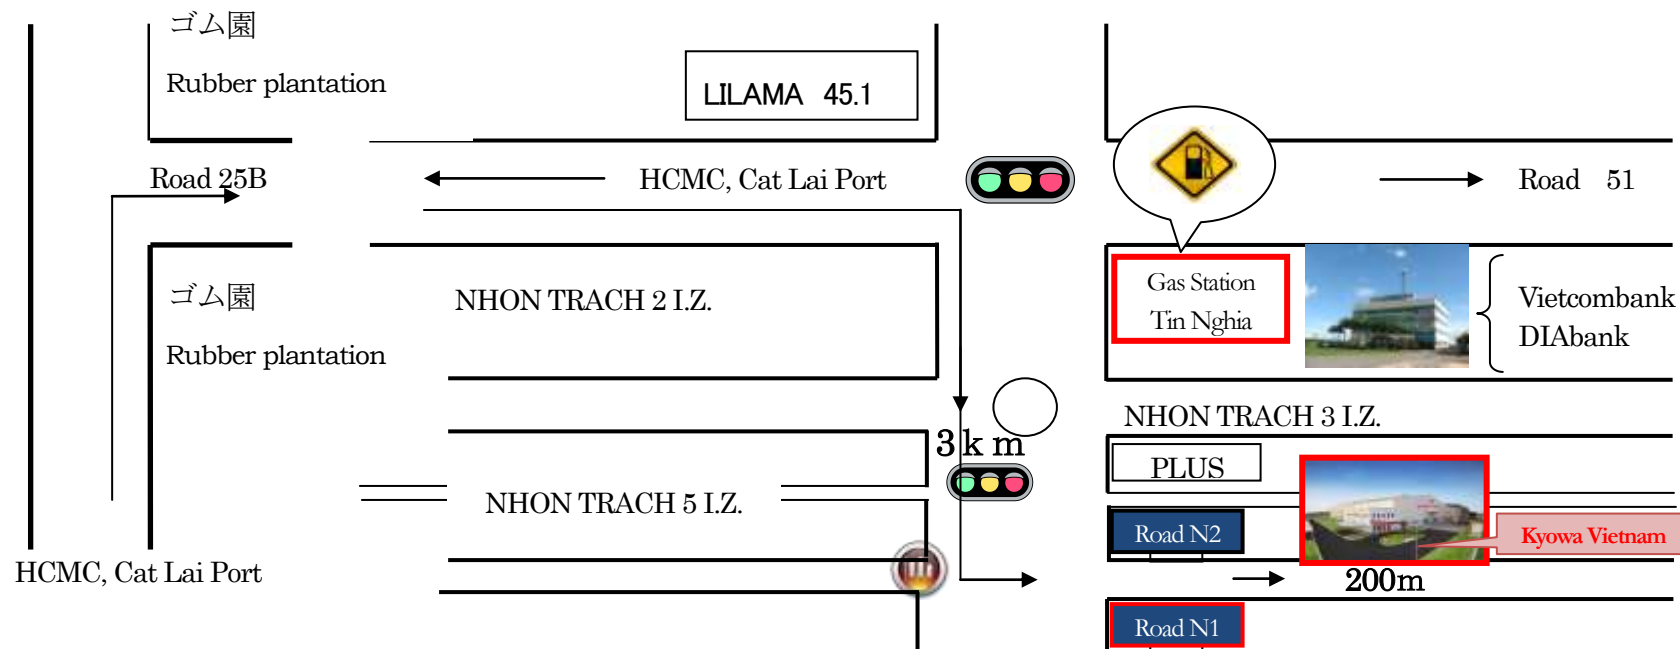 ゴム園
Rubber plantation
LILAMA 45.1
Road 25B
HCMC, Cat Lai Port
Road 51
ゴム園
Rubber plantation
NHON TRACH 2 I.Z.
Gas Station
Tin Nghia
Vietcombank
DIAbank
NHON TRACH 3 I.Z.
3km
PLUS
NHON TRACH 5 I.Z.
Road N2
Kyowa Vietnam
HCMC, Cat Lai Port
200m
Road N1